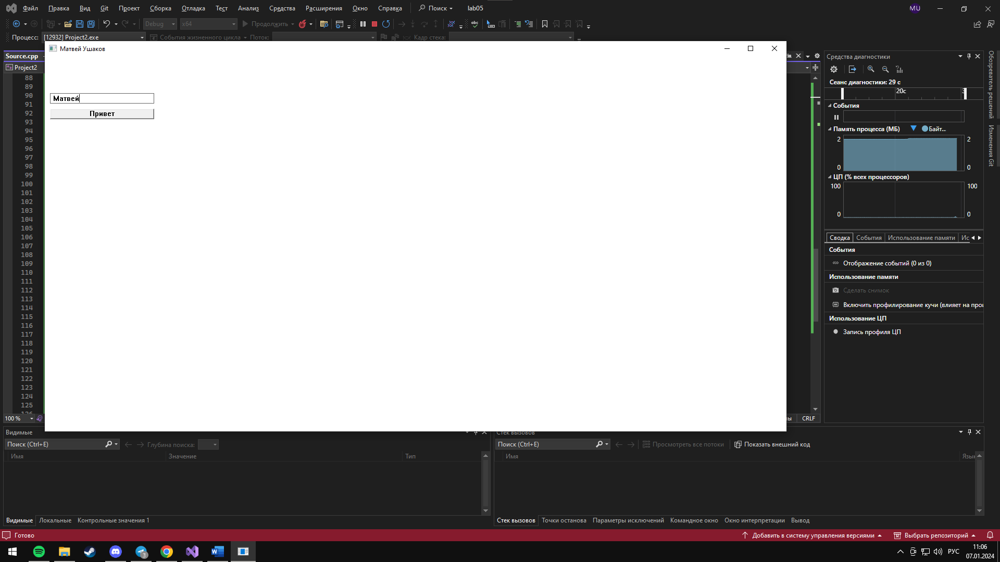 Файл Правка Вид Git Проект Сборка Отладка Тест Анализ Средства Расширения Окно Справка Поиск lab05 MU
Debug x64 Продолжить
Процесс: [12932] Project2.exe События жизненного цикла Поток: Кадр стека:
Матвей Ушаков
Source.cpp
Project2
Матвей
Привет
88
89
90
91
92
93
94
95
96
97
98
99
100
101
102
103
104
105
106
107
108
109
110
111
112
113
114
115
116
117
118
119
120
121
122
123
124
125
126
100 %
CRLF
Средства диагностики
Сеанс диагностики: 29 с
20с
События
Память процесса (МБ) Байт...
2 2
0 0
ЦП (% всех процессоров)
100 100
0 0
Сводка События Использование памяти Ис
События
Отображение событий (0 из 0)
Использование памяти
Сделать снимок
Включить профилирование кучи (влияет на
Использование ЦП
Запись профиля ЦП
Обозреватель решений
Изменения Git
Видимые
Поиск (Ctrl+E) Глубина поиска:
Имя Значение Тип
Видимые Локальные Контрольные значения 1
Стек вызовов
Поиск (Ctrl+E) Просмотреть все потоки Показать внешний код
Имя Язык
Стек вызовов Точки останова Параметры исключений Командное окно Окно интерпретации Вывод
Готово Добавить в систему управления версиями Выбрать репозиторий
3 РУС
11:06
07.01.2024